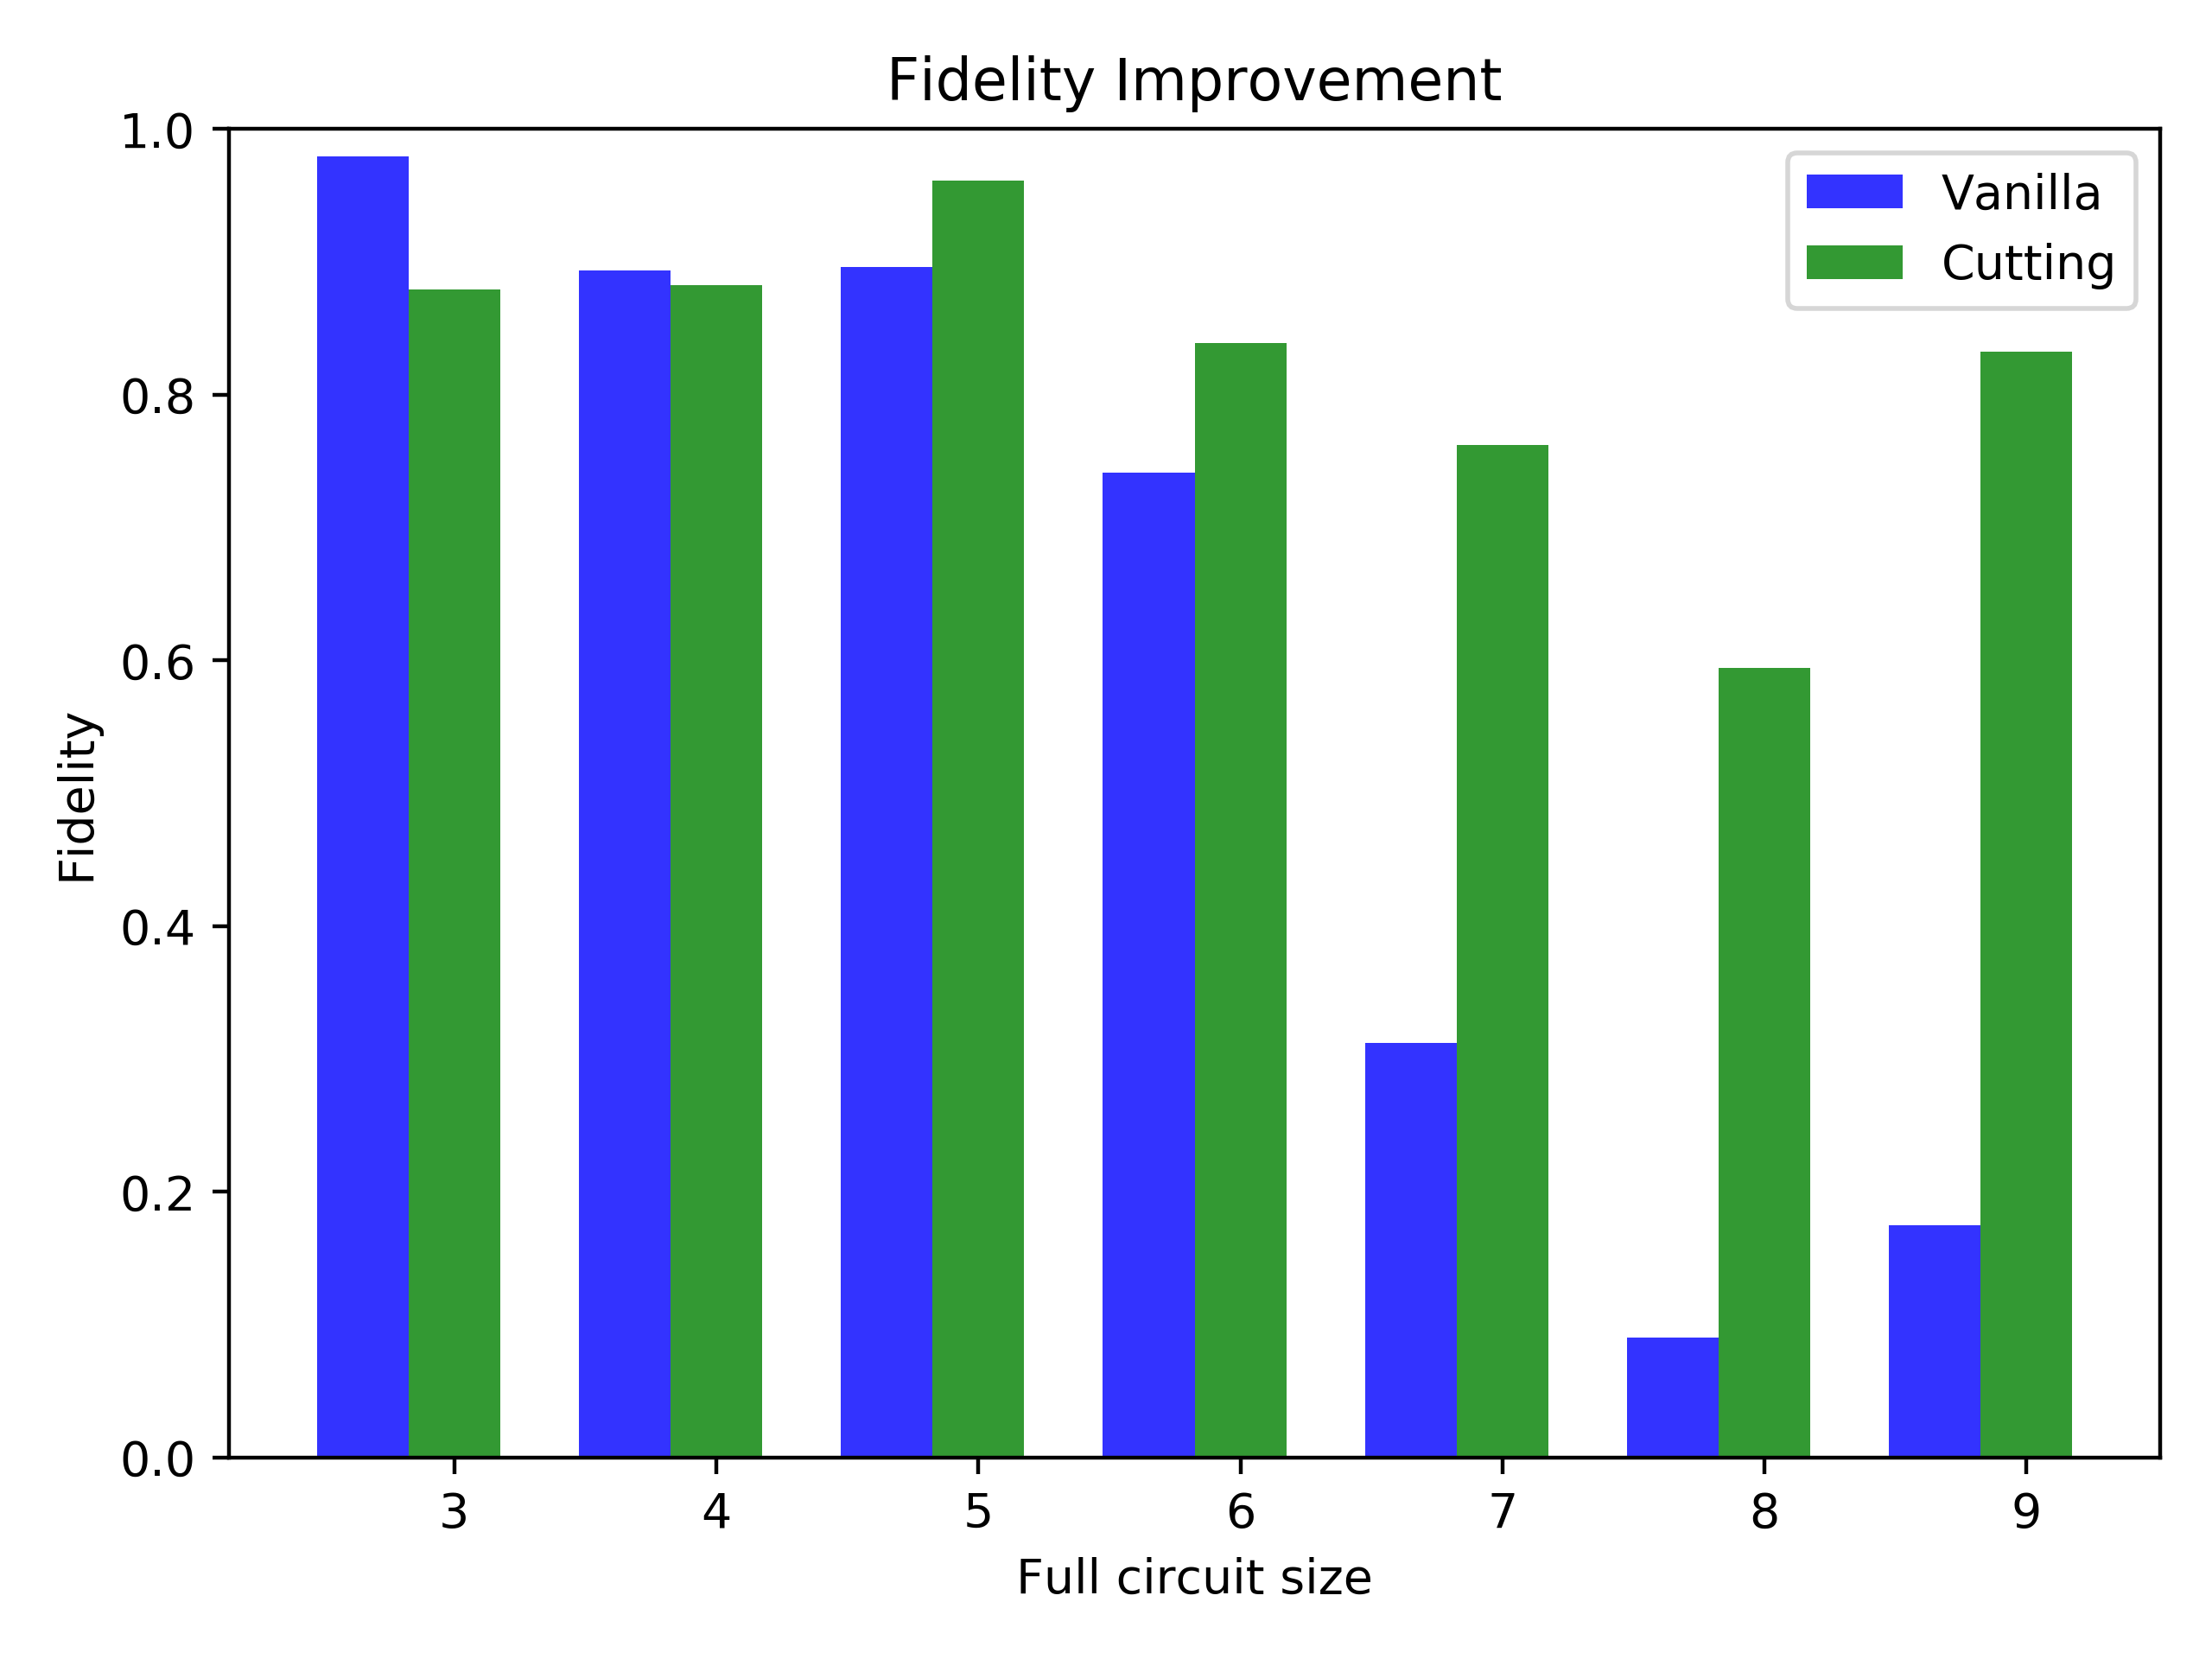 Fidelity Improvement
1.0
0.8
0.6
0.4
0.2
0.0
Fidelity
Vanilla
Cutting
3 4 5 6 7 8 9
Full circuit size